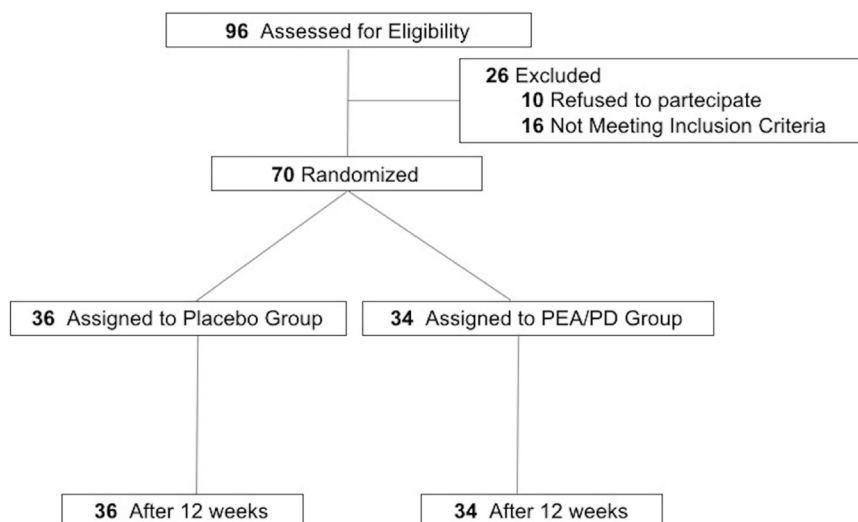 96 Assessed for Eligibility
26 Excluded
10 Refused to partecipate
16 Not Meeting Inclusion Criteria
70 Randomized
36 Assigned to Placebo Group
34 Assigned to PEA/PD Group
36 After 12 weeks
34 After 12 weeks